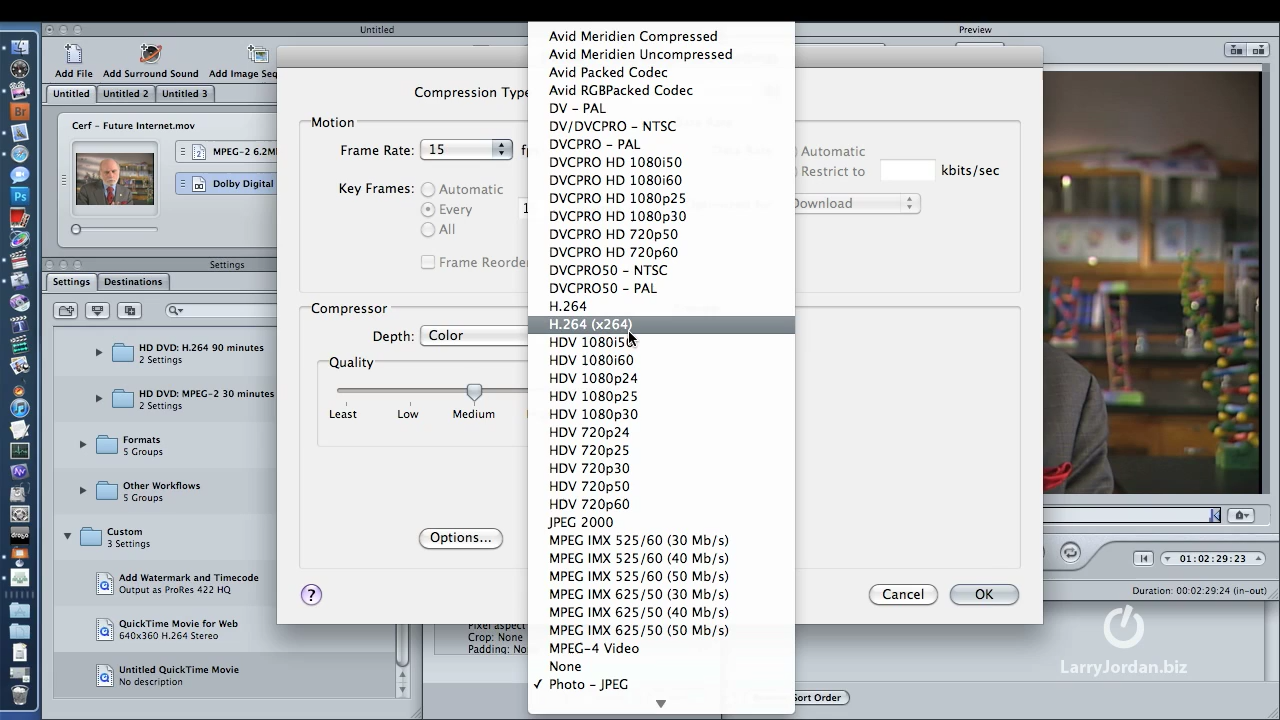 Untitled
Preview
Add File
Add Surround Sound
Add Image Seq
Untitled
Untitled 2
Untitled 3
Cerf - Future Internet.mov
MPEG-2 6.2M
Dolby Digital
Settings
Settings
Destinations
HD DVD: H.264 90 minutes
2 Settings
HD DVD: MPEG-2 30 minutes
2 Settings
Formats
5 Groups
Other Workflows
5 Groups
Custom
3 Settings
Add Watermark and Timecode
Output as ProRes 422 HQ
QuickTime Movie for Web
640x360 H.264 Stereo
Untitled QuickTime Movie
No description
Br
Ps
Compression Type
Motion
Frame Rate:
15
Key Frames:
Automatic
Every
All
Frame Reorder
Automatic
Restrict to
kbits/sec
Download
Compressor
Depth:
Color
Quality
Least
Low
Medium
Options...
?
Cancel
OK
Avid Meridien Compressed
Avid Meridien Uncompressed
Avid Packed Codec
Avid RGBPacked Codec
DV - PAL
DV/DVCPRO - NTSC
DVCPRO - PAL
DVCPRO HD 1080i50
DVCPRO HD 1080i60
DVCPRO HD 1080p25
DVCPRO HD 1080p30
DVCPRO HD 720p50
DVCPRO HD 720p60
DVCPRO50 - NTSC
DVCPRO50 - PAL
H.264
H.264 (x264)
HDV 1080i50
HDV 1080i60
HDV 1080p24
HDV 1080p25
HDV 1080p30
HDV 720p24
HDV 720p25
HDV 720p30
HDV 720p50
HDV 720p60
JPEG 2000
MPEG IMX 525/60 (30 Mb/s)
MPEG IMX 525/60 (40 Mb/s)
MPEG IMX 525/60 (50 Mb/s)
MPEG IMX 625/50 (30 Mb/s)
MPEG IMX 625/50 (40 Mb/s)
MPEG IMX 625/50 (50 Mb/s)
MPEG-4 Video
None
✓ Photo - JPEG
Pixel aspect
Crop: None
Padding: None
01:02:29:23
Duration: 00:02:29:24 (in-out)
LarryJordan.biz
Sort Order